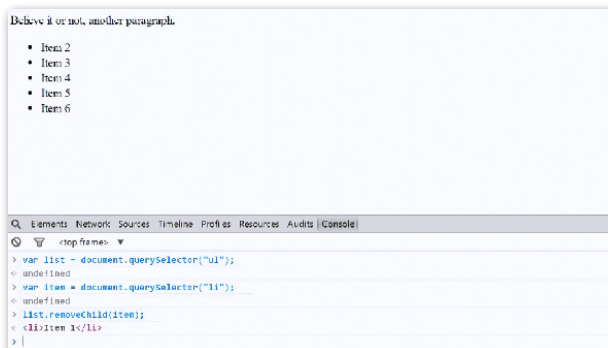 Believe it or not, another paragraph.
• Item 2
• Item 3
• Item 4
• Item 5
• Item 6
Elements Network Sources Timeline Profiles Resources Audits Console
<top frame> ▼
> var list = document.querySelector("ul");
< undefined
> var item = document.querySelector("li");
< undefined
> list.removeChild(item);
< <li>Item 1</li>
>